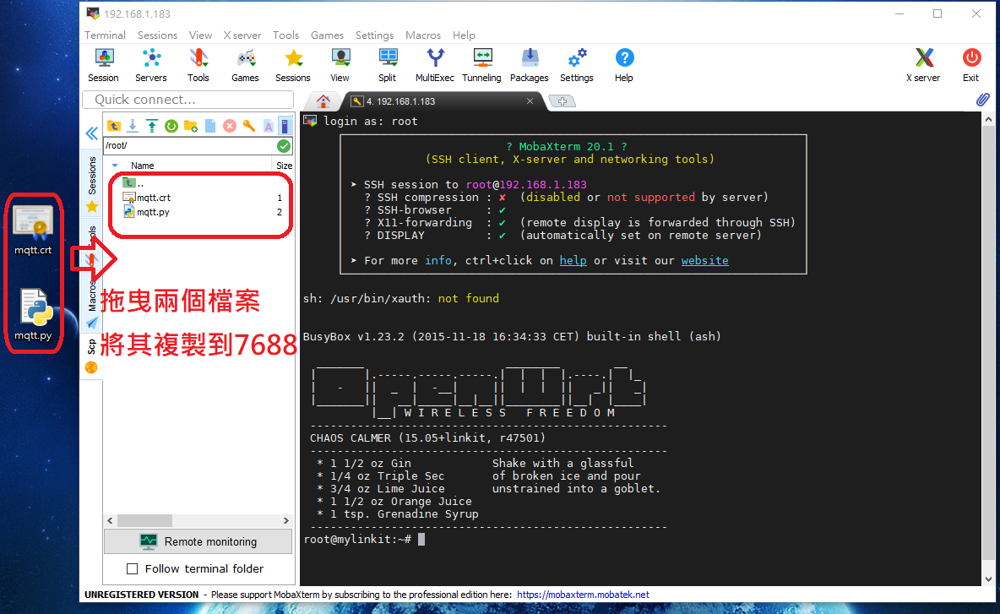 192.168.1.183
Terminal Sessions View X server Tools Games Settings Macros Help
Session Servers Tools Games Sessions View Split MultiExec Tunneling Packages Settings Help X server Exit
Quick connect...
4. 192.168.1.183
/root/
Name Size
..
mqtt.crt 1
mqtt.py 2
Sessions
Tools
Macros
Scp
mqtt.crt
mqtt.py
拖曳兩個檔案
將其複製到7688
login as: root
? MobaXterm 20.1 ?
(SSH client, X-server and networking tools)
➤ SSH session to root@192.168.1.183
? SSH compression : ✘ (disabled or not supported by server)
? SSH-browser : ✔
? X11-forwarding : ✔ (remote display is forwarded through SSH)
? DISPLAY : ✔ (automatically set on remote server)
➤ For more info, ctrl+click on help or visit our website
sh: /usr/bin/xauth: not found
BusyBox v1.23.2 (2015-11-18 16:34:33 CET) built-in shell (ash)
OpenWrt
W I R E L E S S F R E E D O M
-----------------------------------------------------
CHAOS CALMER (15.05+linkit, r47501)
-----------------------------------------------------
* 1 1/2 oz Gin Shake with a glassful
* 1/4 oz Triple Sec of broken ice and pour
* 3/4 oz Lime Juice unstrained into a goblet.
* 1 1/2 oz Orange Juice
* 1 tsp. Grenadine Syrup
-----------------------------------------------------
root@mylinkit:~#
Remote monitoring
Follow terminal folder
UNREGISTERED VERSION - Please support MobaXterm by subscribing to the professional edition here: https://mobaxterm.mobatek.net